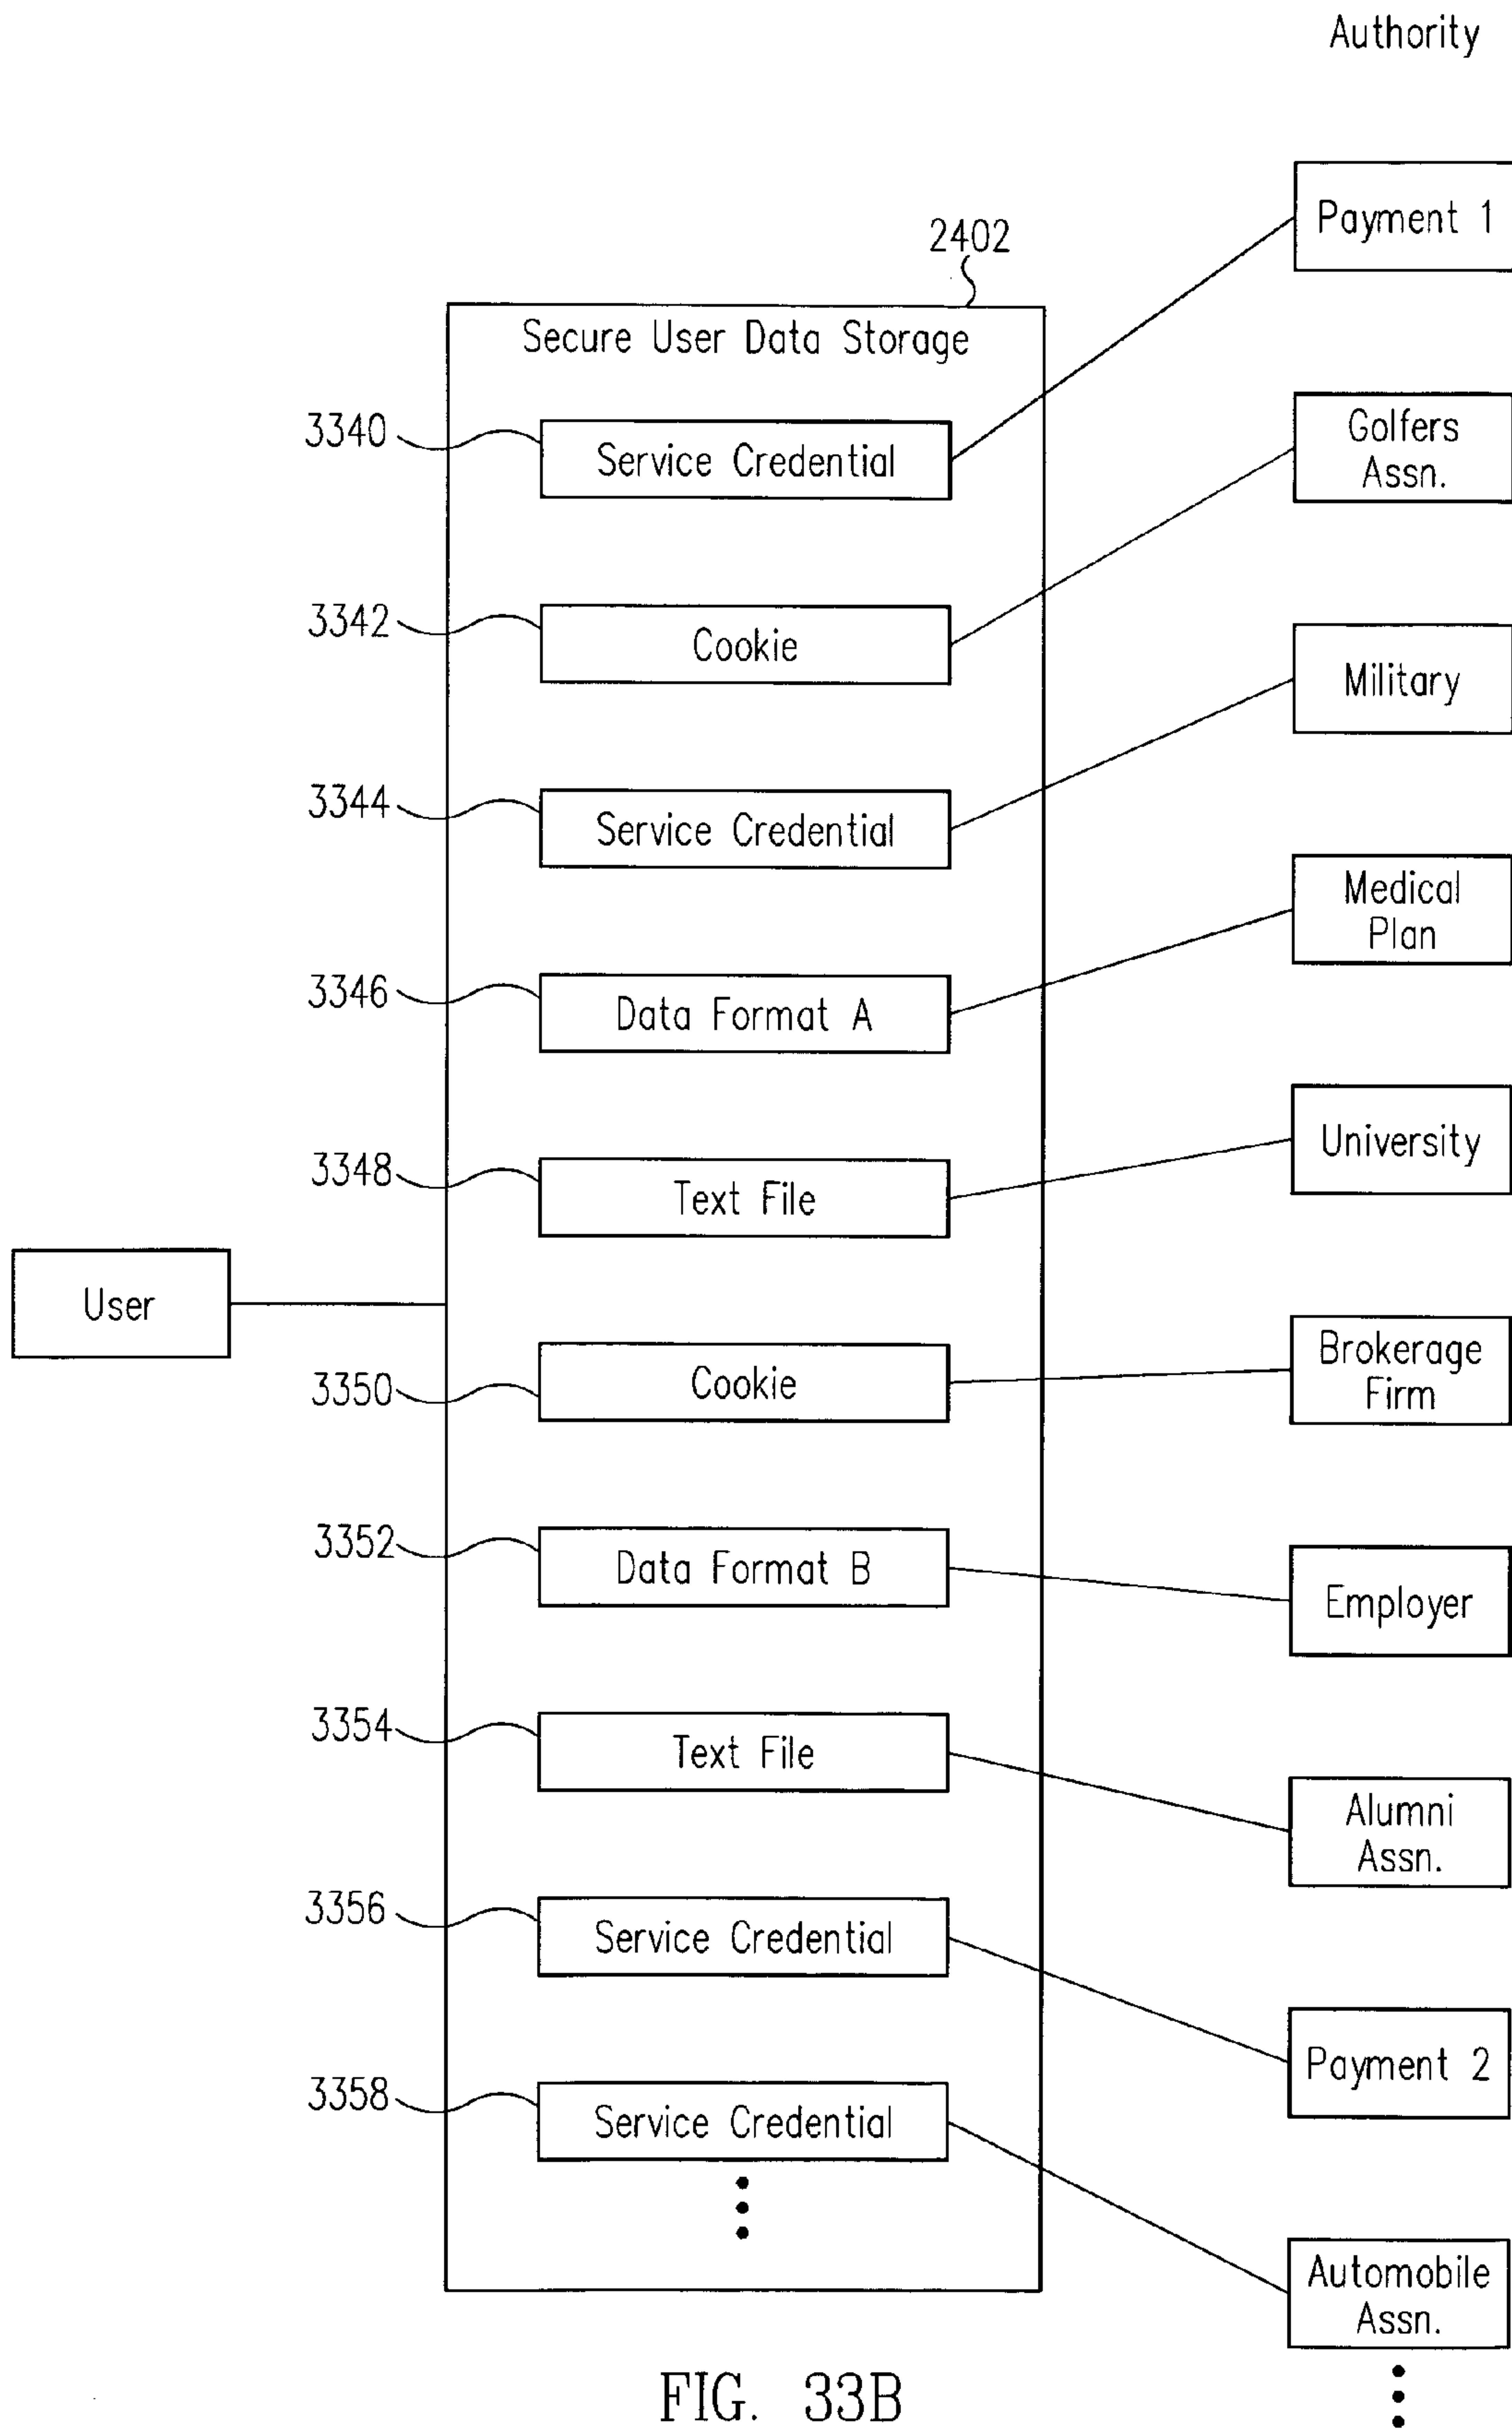 Authority
Payment 1
2402
Secure User Data Storage
3340
Service Credential
Golfers
Assn.
3342
Cookie
Military
3344
Service Credential
Medical
Plan
3346
Data Format A
University
3348
Text File
User
Brokerage
Firm
3350
Cookie
3352
Data Format B
Employer
3354
Text File
Alumni
Assn.
3356
Service Credential
Payment 2
3358
Service Credential
Automobile
Assn.
FIG. 33B